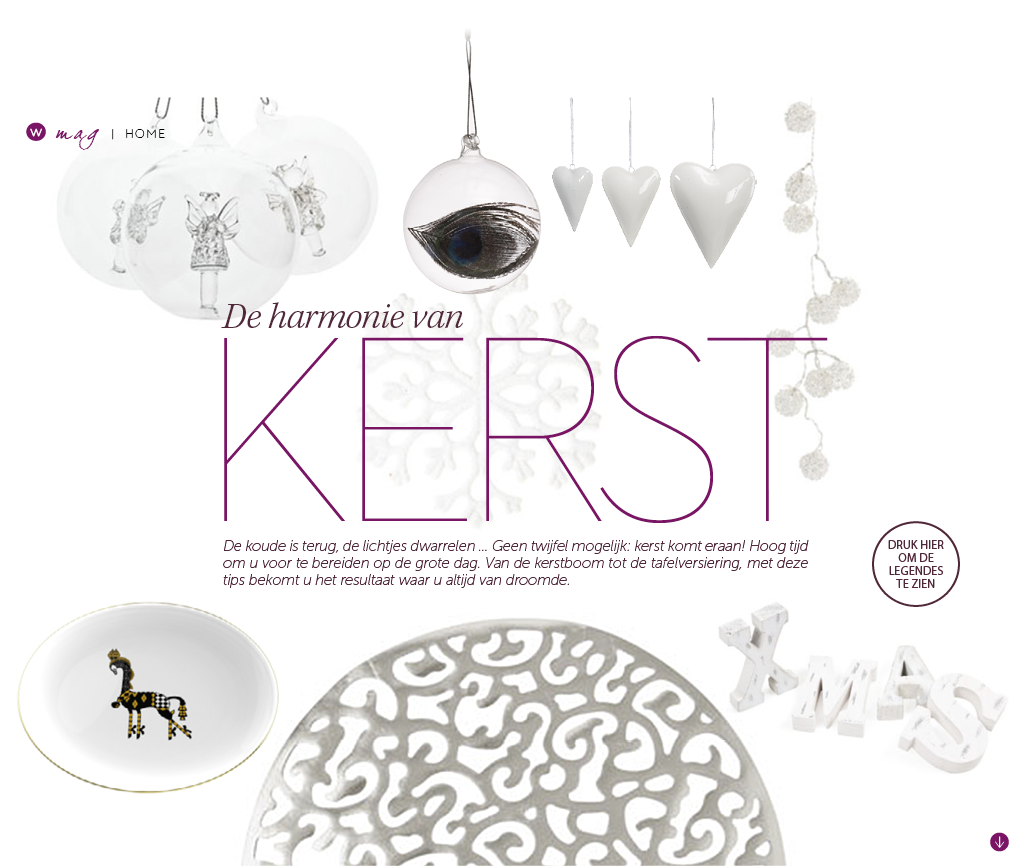 W mag | HOME
De harmonie van
KERST
De koude is terug, de lichtjes dwarrelen ... Geen twijfel mogelijk: kerst komt eraan! Hoog tijd
om u voor te bereiden op de grote dag. Van de kerstboom tot de tafelversiering, met deze
tips bekomt u het resultaat waar u altijd van droomde.
DRUK HIER
OM DE
LEGENDES
TE ZIEN
XMAS